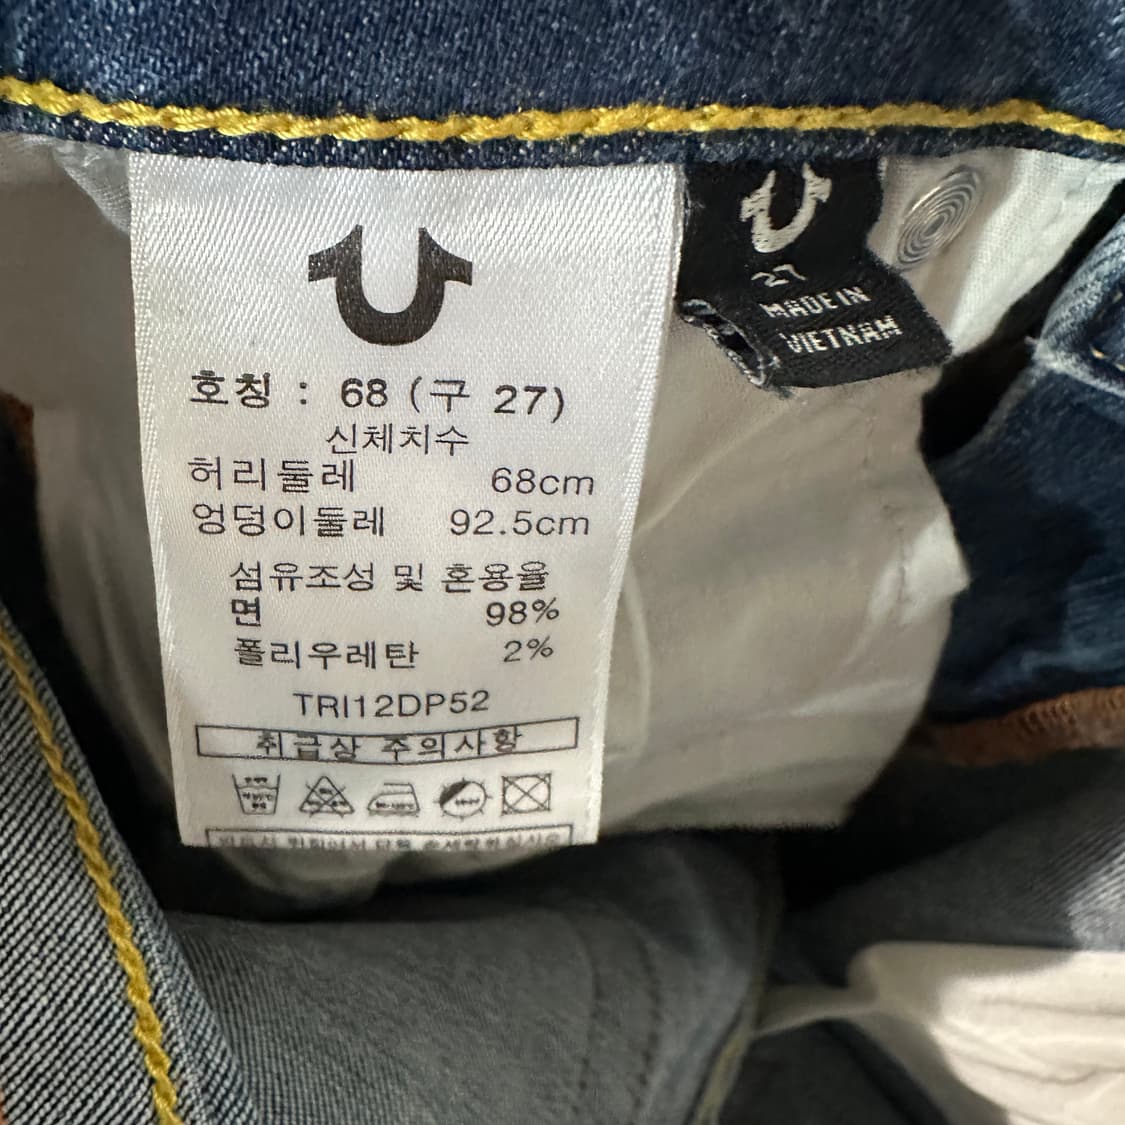 호칭 : 68 (구 27)
신체치수
허리둘레 68cm
엉덩이둘레 92.5cm
섬유조성 및 혼용율
면 98%
폴리우레탄 2%
TRI12DP52
취급상 주의사항
27
MADE IN
VIETNAM